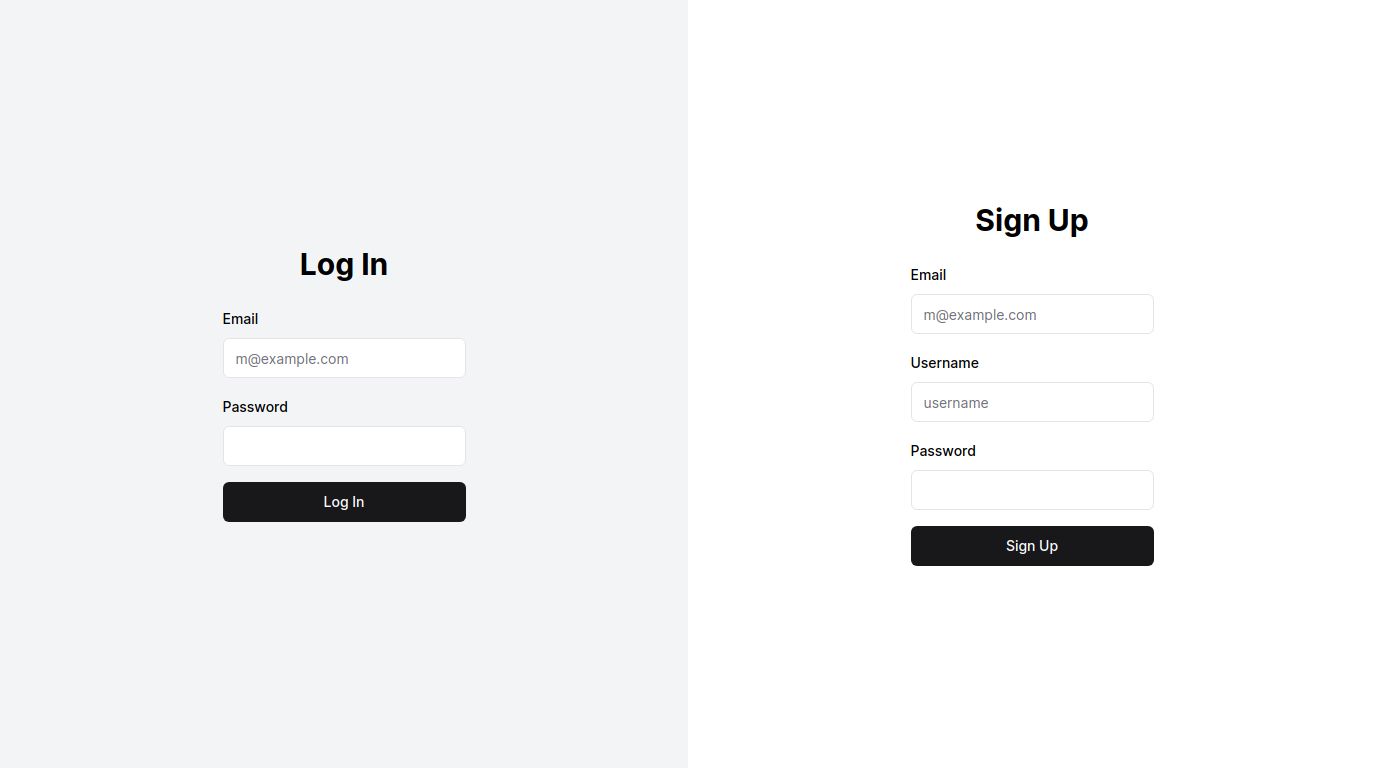 Log In
Email
m@example.com
Password
Log In
Sign Up
Email
m@example.com
Username
username
Password
Sign Up